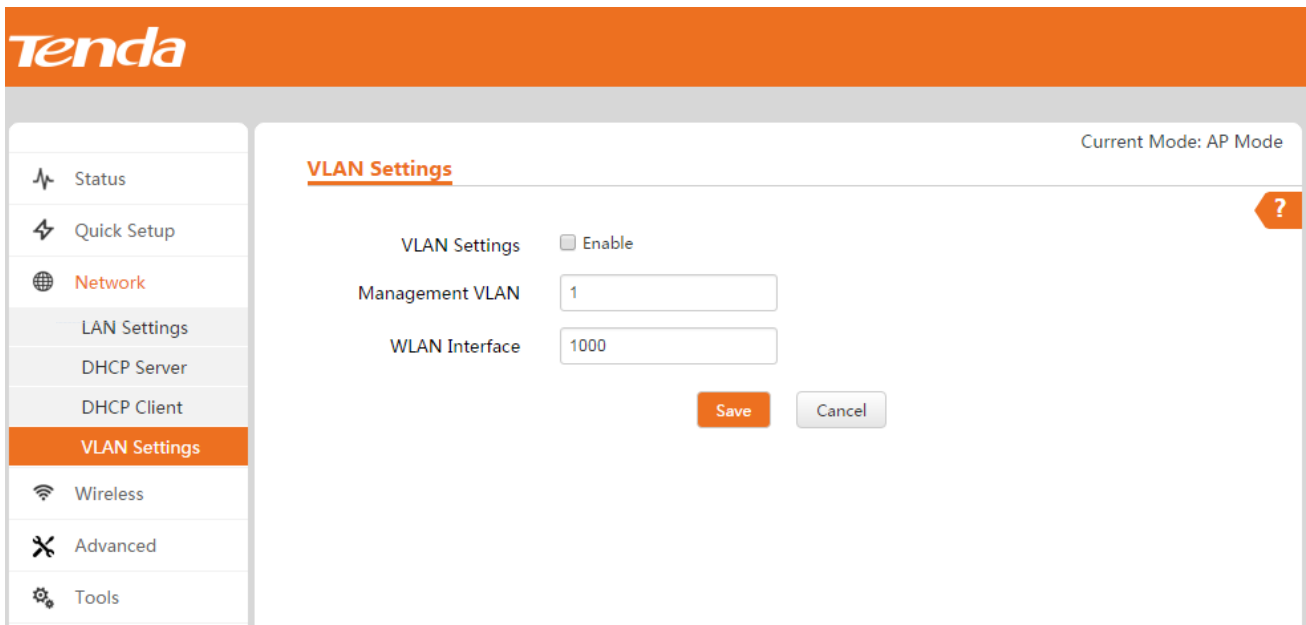 Tenda
Current Mode: AP Mode
VLAN Settings
?
Status
Quick Setup
Network
LAN Settings
DHCP Server
DHCP Client
VLAN Settings
Wireless
Advanced
Tools
VLAN Settings Enable
Management VLAN 1
WLAN Interface 1000
Save Cancel